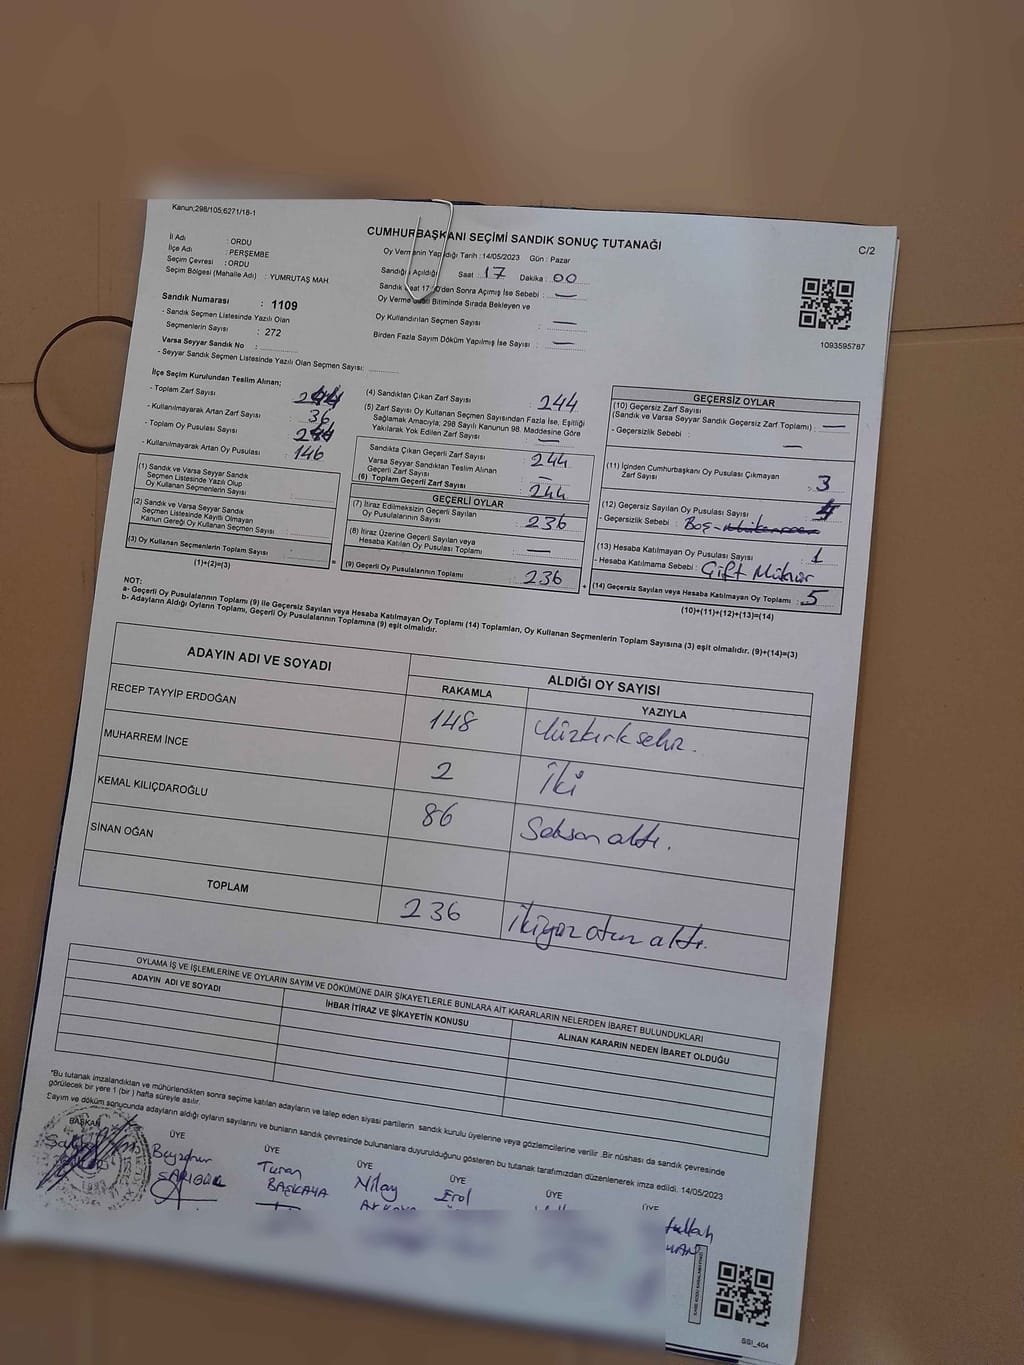 Kanun;298/105;6271/18-1
CUMHURBAŞKANI SEÇİMİ SANDIK SONUÇ TUTANAĞI
C/2
İl Adı : ORDU
İlçe Adı : PERŞEMBE
Seçim Çevresi : ORDU
Seçim Bölgesi (Mahalle Adı) : YUMRUTAŞ MAH
Oy Vermenin Yapıldığı Tarih :14/05/2023 Gün : Pazar
Sandığın Açıldığı Saat : 17 Dakika : 00
Sandık Saat 17:00'den Sonra Açılmış İse Sebebi : —
Oy Verme Bitiminde Sırada Bekleyen ve
Oy Kullandırılan Seçmen Sayısı : —
Birden Fazla Sayım Döküm Yapılmış İse Sayısı : —
1093595787
Sandık Numarası : 1109
- Sandık Seçmen Listesinde Yazılı Olan
Seçmenlerin Sayısı : 272
Varsa Seyyar Sandık No :
- Seyyar Sandık Seçmen Listesinde Yazılı Olan Seçmen Sayısı:
İlçe Seçim Kurulundan Teslim Alınan;
- Toplam Zarf Sayısı
- Kullanılmayarak Artan Zarf Sayısı 36
- Toplam Oy Pusulası Sayısı
- Kullanılmayarak Artan Oy Pusulası 146
(1) Sandık ve Varsa Seyyar Sandık
Seçmen Listesinde Yazılı Olup
Oy Kullanan Seçmenlerin Sayısı :
(2) Sandık ve Varsa Seyyar Sandık
Seçmen Listesinde Kayıtlı Olmayan
Kanun Gereği Oy Kullanan Seçmen Sayısı :
(3) Oy Kullanan Seçmenlerin Toplam Sayısı :
(1)+(2)=(3)
(4) Sandıktan Çıkan Zarf Sayısı : 244
(5) Zarf Sayısı Oy Kullanan Seçmen Sayısından Fazla İse, Eşitliği
Sağlamak Amacıyla; 298 Sayılı Kanunun 98. Maddesine Göre
Yakılarak Yok Edilen Zarf Sayısı : —
Sandıkta Çıkan Geçerli Zarf Sayısı : 244
Varsa Seyyar Sandıktan Teslim Alınan
Geçerli Zarf Sayısı : —
(6) Toplam Geçerli Zarf Sayısı : 244
GEÇERLİ OYLAR
(7) İtiraz Edilmeksizin Geçerli Sayılan
Oy Pusulalarının Sayısı : 236
(8) İtiraz Üzerine Geçerli Sayılan veya
Hesaba Katılan Oy Pusulası Toplamı : —
(9) Geçerli Oy Pusulalarının Toplamı : 236
GEÇERSİZ OYLAR
(10) Geçersiz Zarf Sayısı
(Sandık ve Varsa Seyyar Sandık Geçersiz Zarf Toplamı) : —
- Geçersizlik Sebebi : —
(11) İçinden Cumhurbaşkanı Oy Pusulası Çıkmayan
Zarf Sayısı : 3
(12) Geçersiz Sayılan Oy Pusulası Sayısı
- Geçersizlik Sebebi : Boş
(13) Hesaba Katılmayan Oy Pusulası Sayısı : 1
- Hesaba Katılmama Sebebi : Çift Mühür
(14) Geçersiz Sayılan veya Hesaba Katılmayan Oy Toplamı : 5
(10)+(11)+(12)+(13)=(14)
NOT:
a- Geçerli Oy Pusulalarının Toplamı (9) ile Geçersiz Sayılan veya Hesaba Katılmayan Oy Toplamı (14) Toplamları, Oy Kullanan Seçmenlerin Toplam Sayısına (3) eşit olmalıdır. (9)+(14)=(3)
b- Adayların Aldığı Oyların Toplamı, Geçerli Oy Pusulalarının Toplamına (9) eşit olmalıdır.
ADAYIN ADI VE SOYADI
ALDIĞI OY SAYISI
RAKAMLA YAZIYLA
RECEP TAYYİP ERDOĞAN 148 Yüzkırksekiz.
MUHARREM İNCE 2 İki
KEMAL KILIÇDAROĞLU 86 Seksen altı.
SİNAN OĞAN
TOPLAM 236 İkiyüz otuz altı.
OYLAMA İŞ VE İŞLEMLERİNE VE OYLARIN SAYIM VE DÖKÜMÜNE DAİR ŞİKAYETLERLE BUNLARA AİT KARARLARIN NELERDEN İBARET BULUNDUKLARI
ADAYIN ADI VE SOYADI İHBAR İTİRAZ VE ŞİKAYETİN KONUSU ALINAN KARARIN NEDEN İBARET OLDUĞU
*Bu tutanak imzalandıktan ve mühürlendikten sonra seçime katılan adayların ve talep eden siyasi partilerin sandık kurulu üyelerine veya gözlemcilerine verilir .Bir nüshası da sandık çevresinde
görülecek bir yere 1 (bir ) hafta süreyle asılır.
Sayım ve döküm sonucunda adayların aldığı oyların sayılarını ve bunların sandık çevresinde bulunanlara duyurulduğunu gösteren bu tutanak tarafımızdan düzenlenerek imza edildi. 14/05/2023
BAŞKAN ÜYE ÜYE ÜYE ÜYE ÜYE ÜYE
Beyzanur Turan Nilay Erol
SARIGÜL BAŞKAYA
SSI_404